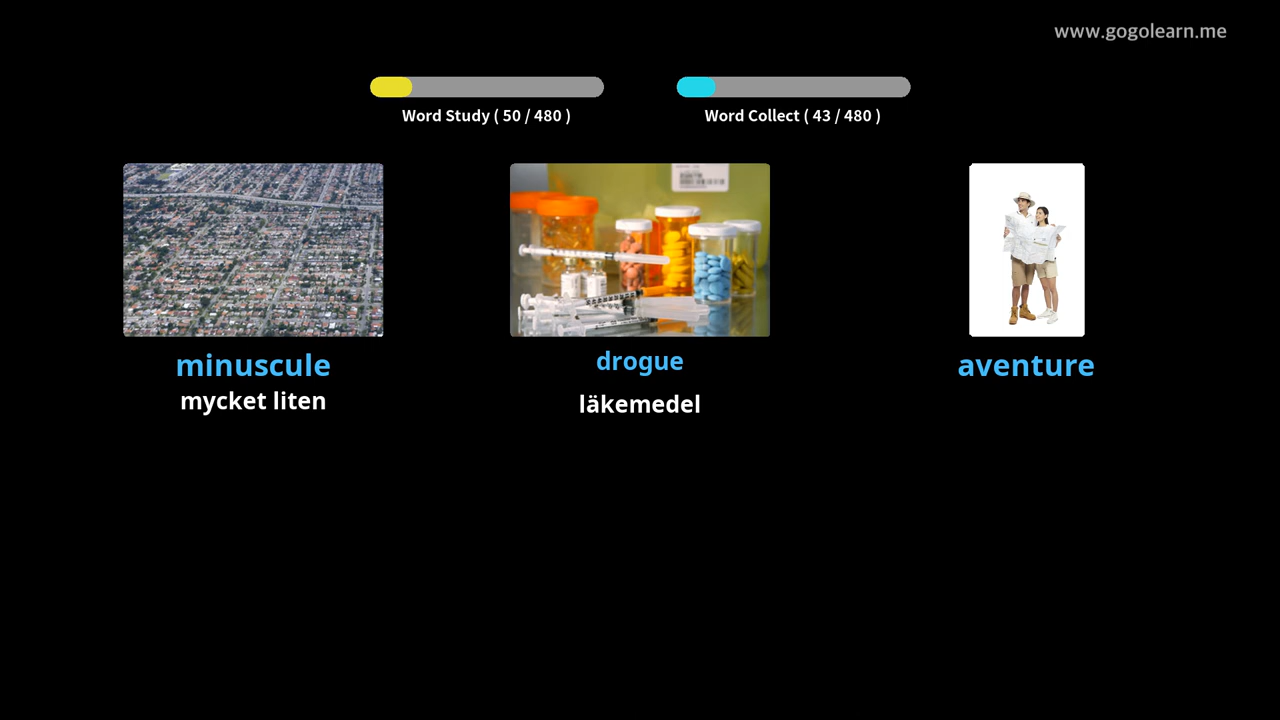 www.gogolearn.me
Word Study ( 50 / 480 )
Word Collect ( 43 / 480 )
minuscule
mycket liten
drogue
läkemedel
aventure